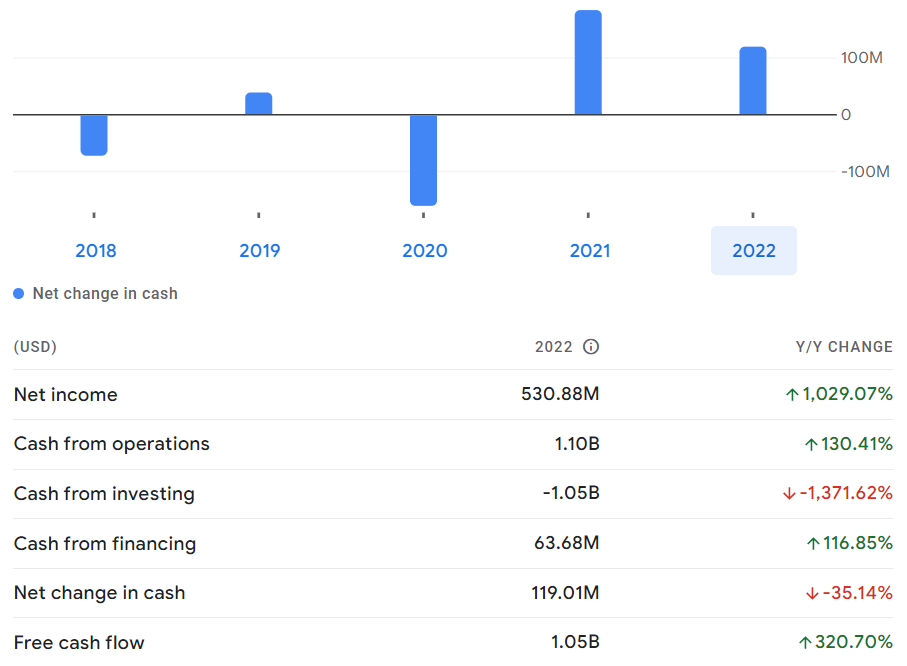 100M
0
-100M
2018 2019 2020 2021 2022
Net change in cash
(USD) 2022 Y/Y CHANGE
Net income 530.88M ↑1,029.07%
Cash from operations 1.10B ↑130.41%
Cash from investing -1.05B ↓-1,371.62%
Cash from financing 63.68M ↑116.85%
Net change in cash 119.01M ↓-35.14%
Free cash flow 1.05B ↑320.70%